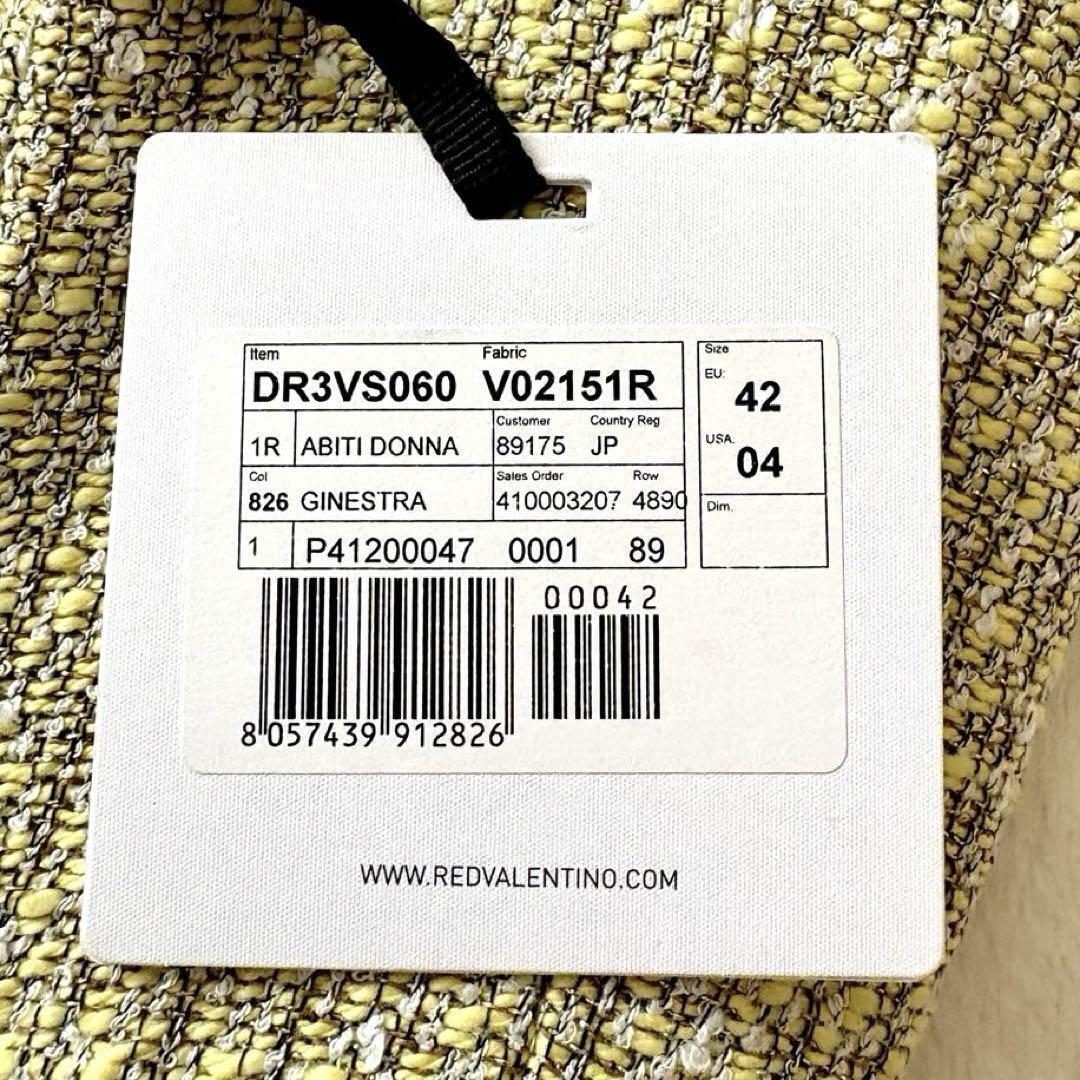 Item Fabric
DR3VS060 V02151R
Customer Country Reg
1R ABITI DONNA 89175 JP
Col Sales Order Row
826 GINESTRA 410003207 4890
1 P41200047 0001 89
Size
EU: 42
USA. 04
Dim.
00042
8 057439 912826
WWW.REDVALENTINO.COM